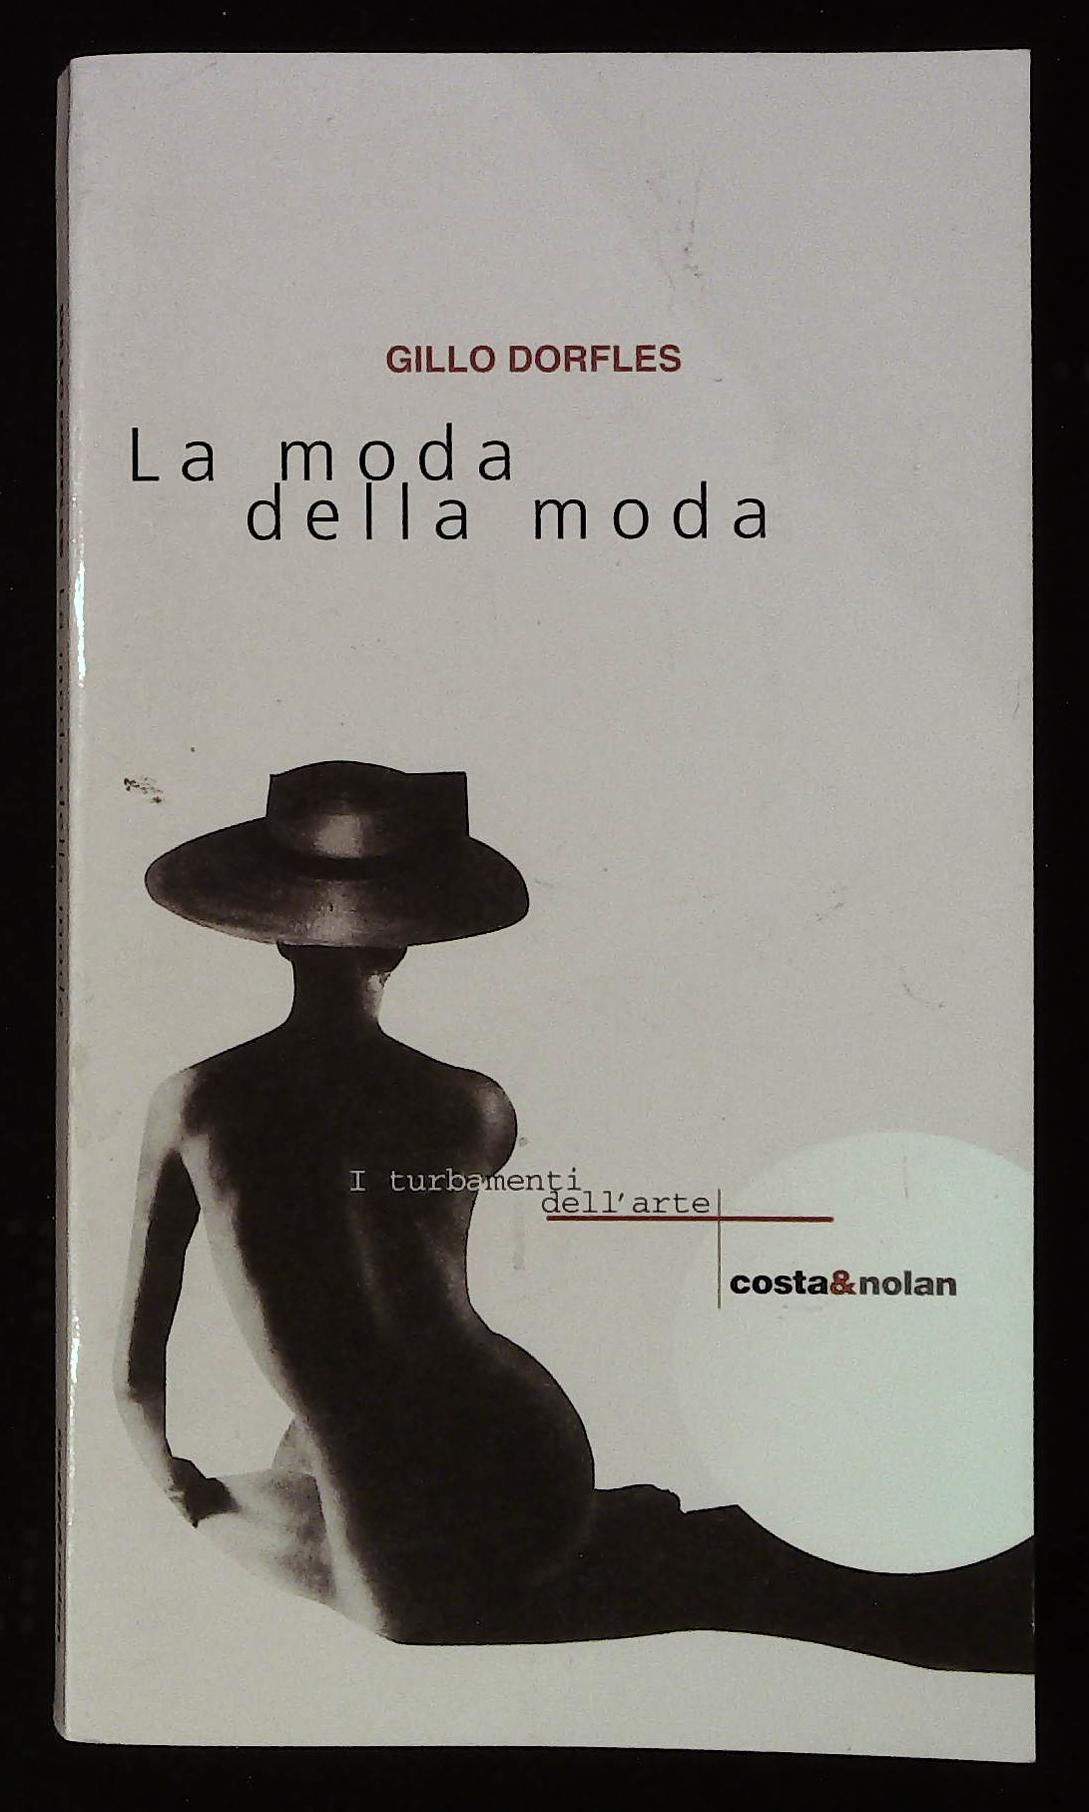 GILLO DORFLES
La moda
della moda
I turbamenti
dell'arte
costa&nolan